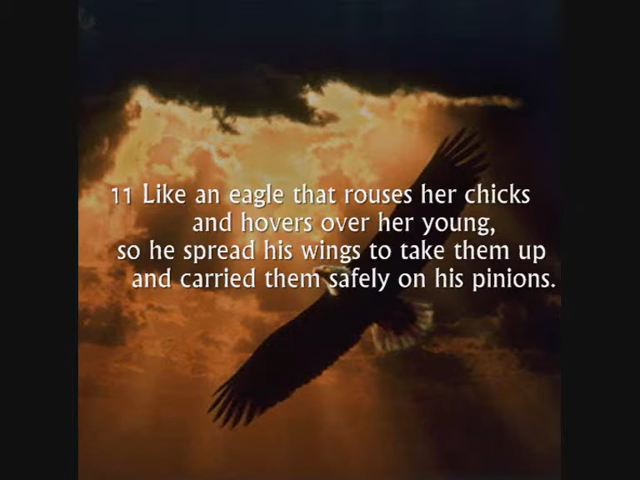 11 Like an eagle that rouses her chicks
and hovers over her young,
so he spread his wings to take them up
and carried them safely on his pinions.